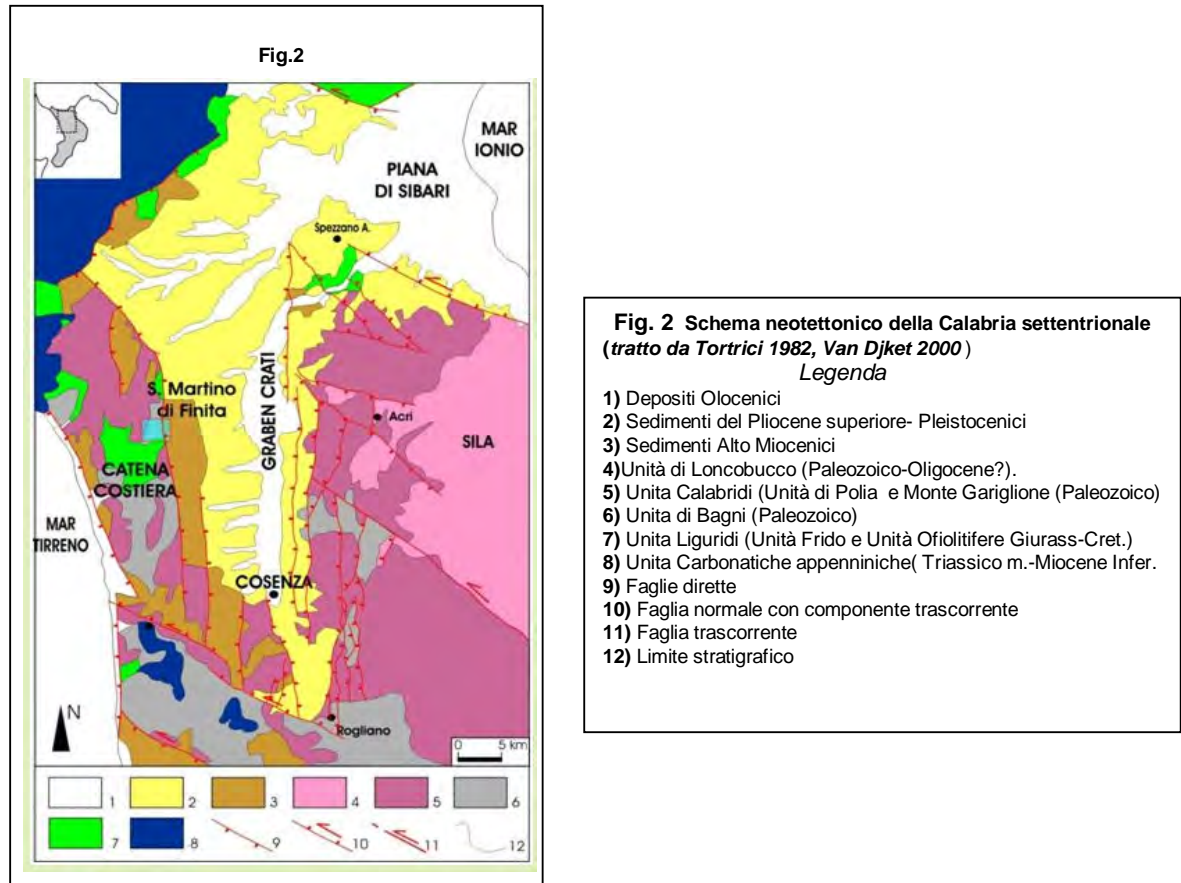 Fig.2
MAR
IONIO
PIANA
DI SIBARI
Spezzano A.
S. Martino
di Finita
GRABEN CRATI
Acri
SILA
CATENA
COSTIERA
MAR
TIRRENO
COSENZA
N
Rogliano
0 5 km
1 2 3 4 5 6
7 8 9 10 11 12
Fig. 2 Schema neotettonico della Calabria settentrionale
(tratto da Tortrici 1982, Van Djket 2000 )
Legenda
1) Depositi Olocenici
2) Sedimenti del Pliocene superiore- Pleistocenici
3) Sedimenti Alto Miocenici
4)Unità di Loncobucco (Paleozoico-Oligocene?).
5) Unita Calabridi (Unità di Polia e Monte Gariglione (Paleozoico)
6) Unita di Bagni (Paleozoico)
7) Unita Liguridi (Unità Frido e Unità Ofiolitifere Giurass-Cret.)
8) Unita Carbonatiche appenniniche( Triassico m.-Miocene Infer.
9) Faglie dirette
10) Faglia normale con componente trascorrente
11) Faglia trascorrente
12) Limite stratigrafico